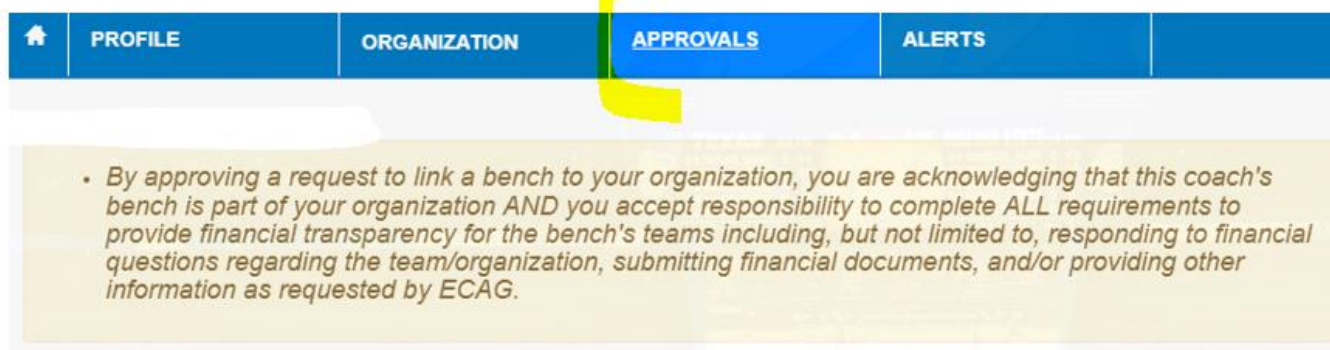 PROFILE ORGANIZATION APPROVALS ALERTS
• By approving a request to link a bench to your organization, you are acknowledging that this coach's
bench is part of your organization AND you accept responsibility to complete ALL requirements to
provide financial transparency for the bench's teams including, but not limited to, responding to financial
questions regarding the team/organization, submitting financial documents, and/or providing other
information as requested by ECAG.